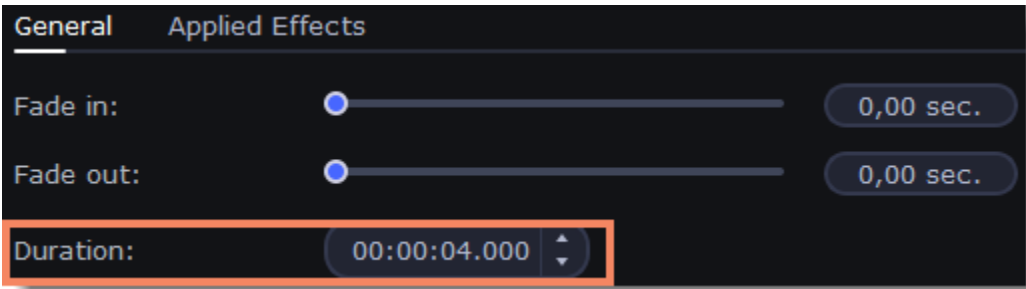 General Applied Effects
Fade in: 0,00 sec.
Fade out: 0,00 sec.
Duration: 00:00:04.000